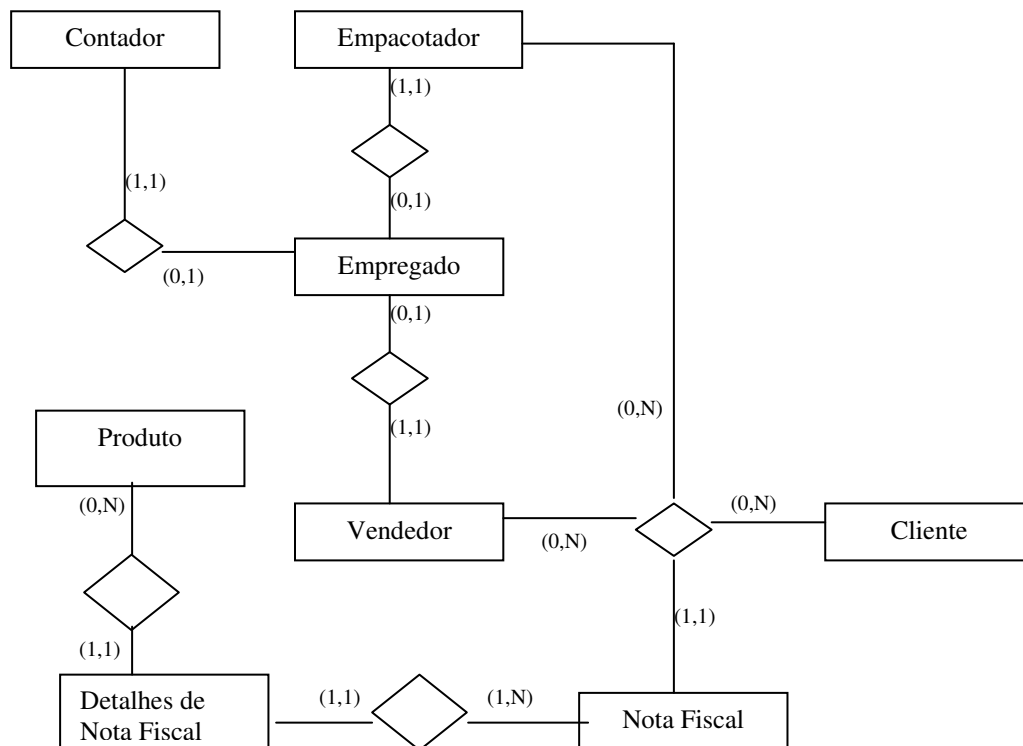 Contador
Empacotador
(1,1)
(1,1)
(0,1)
Empregado
(0,1)
(0,1)
(0,N)
(1,1)
Produto
(0,N)
Vendedor
(0,N)
(0,N)
Cliente
(1,1)
(1,1)
Detalhes de
Nota Fiscal
(1,1)
(1,N)
Nota Fiscal